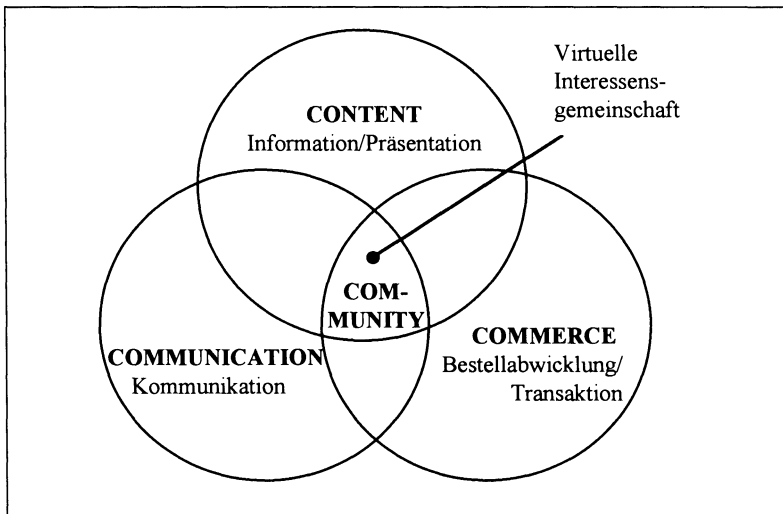 Virtuelle
Interessens-
gemeinschaft
CONTENT
Information/Präsentation
COM-
MUNITY
COMMUNICATION
Kommunikation
COMMERCE
Bestellabwicklung/
Transaktion